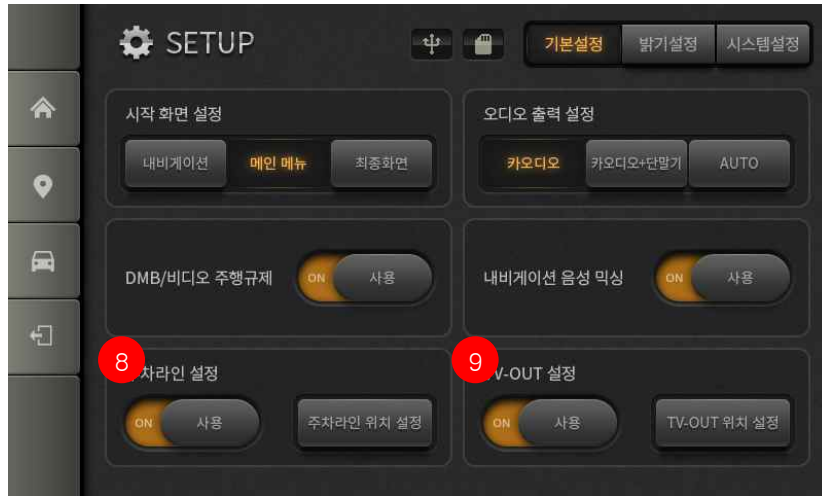 SETUP
기본설정 밝기설정 시스템설정
시작 화면 설정
내비게이션 메인 메뉴 최종화면
오디오 출력 설정
카오디오 카오디오+단말기 AUTO
DMB/비디오 주행규제 ON 사용
내비게이션 음성 믹싱 ON 사용
8
차라인 설정
ON 사용 주차라인 위치 설정
9
V-OUT 설정
ON 사용 TV-OUT 위치 설정